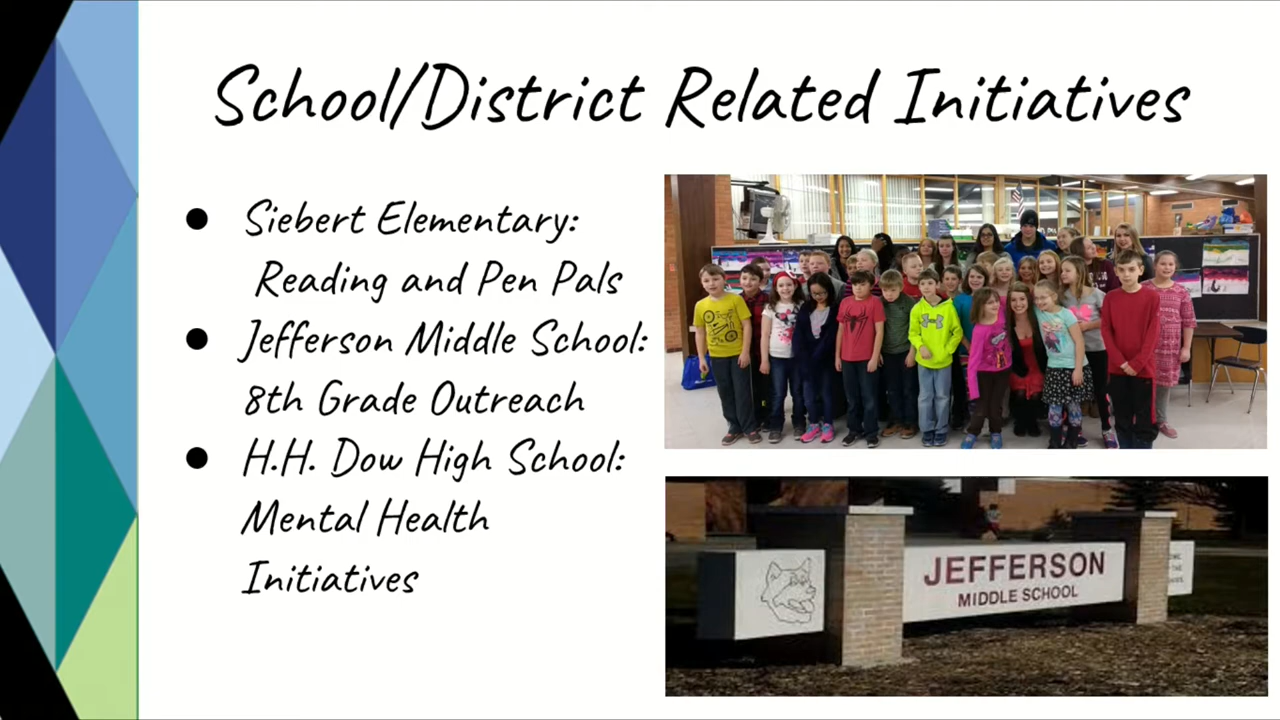 School/District Related Initiatives
● Siebert Elementary:
Reading and Pen Pals
● Jefferson Middle School:
8th Grade Outreach
● H.H. Dow High School:
Mental Health
Initiatives
JEFFERSON
MIDDLE SCHOOL